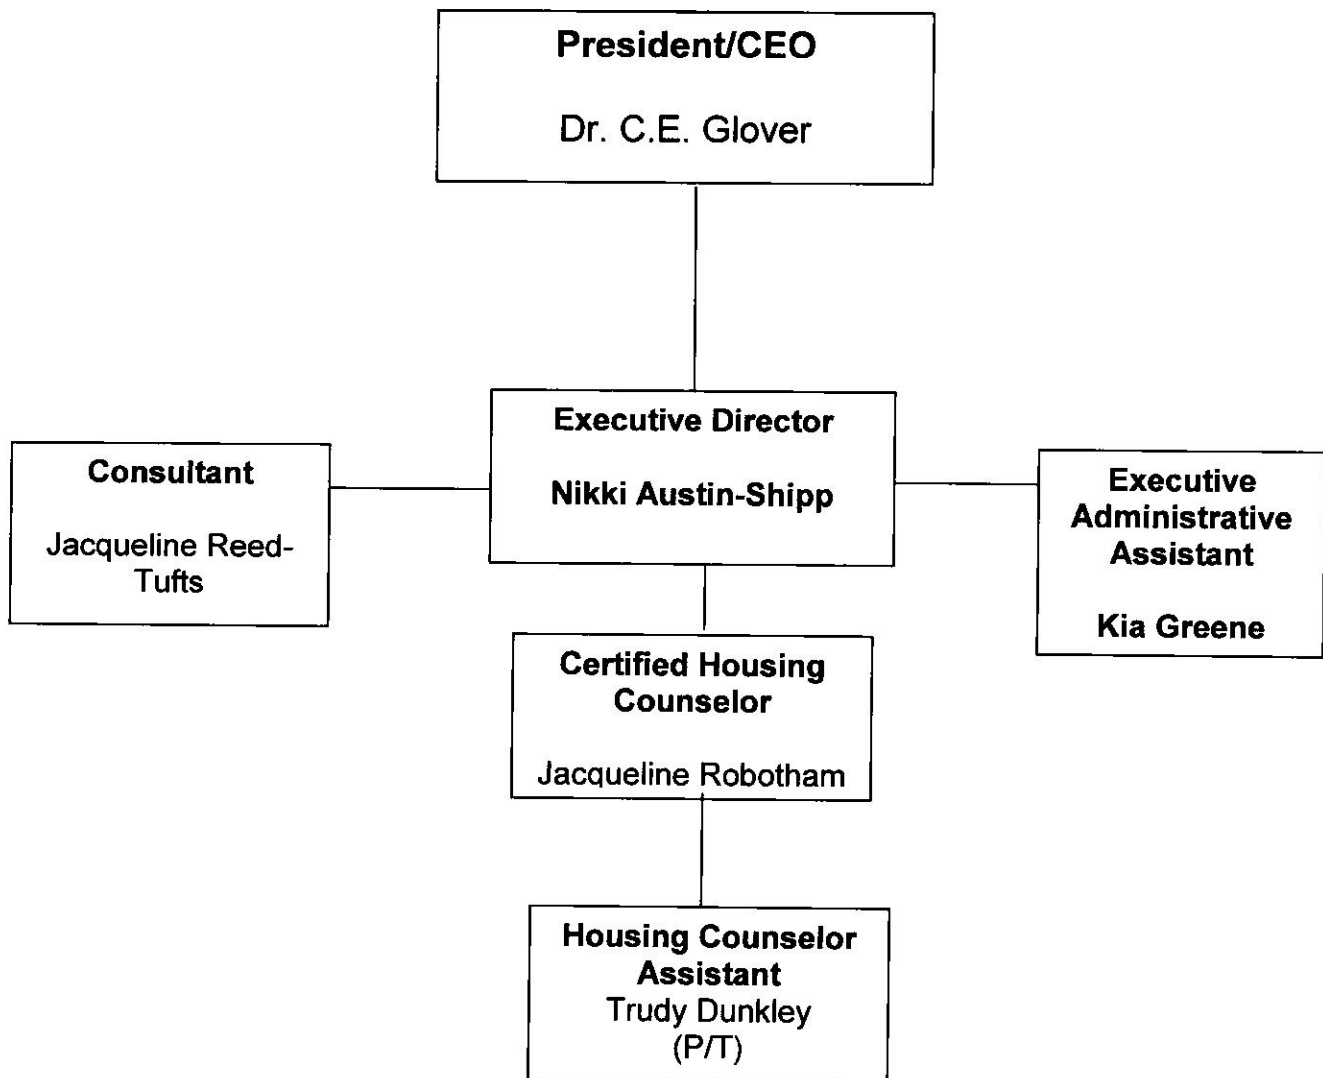 President/CEO
Dr. C.E. Glover
Executive Director
Nikki Austin-Shipp
Consultant
Jacqueline Reed-
Tufts
Executive
Administrative
Assistant
Kia Greene
Certified Housing
Counselor
Jacqueline Robotham
Housing Counselor
Assistant
Trudy Dunkley
(P/T)